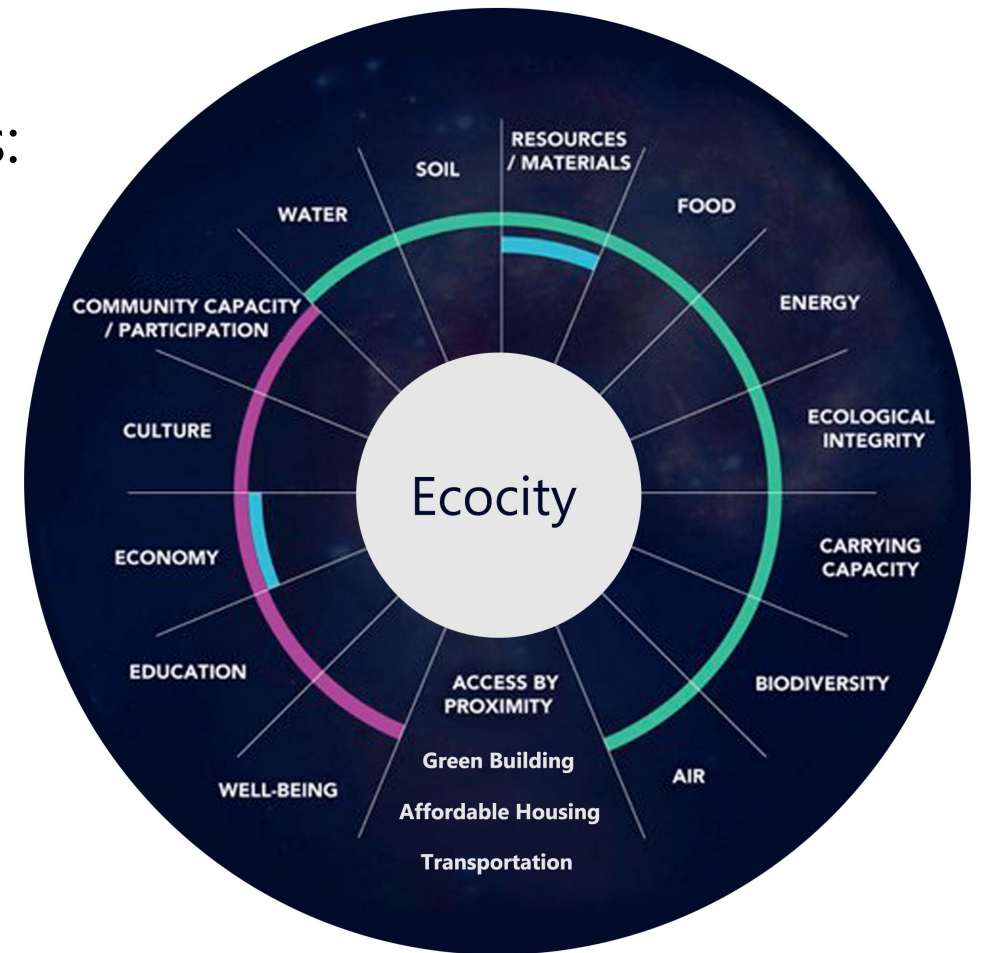 s:
RESOURCES
/ MATERIALS
SOIL
FOOD
WATER
ENERGY
COMMUNITY CAPACITY
/ PARTICIPATION
ECOLOGICAL
INTEGRITY
CULTURE
Ecocity
CARRYING
CAPACITY
ECONOMY
EDUCATION
BIODIVERSITY
ACCESS BY
PROXIMITY
Green Building
AIR
WELL-BEING
Affordable Housing
Transportation